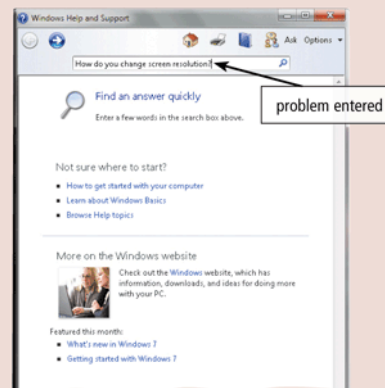 Windows Help and Support
Ask Options
How do you change screen resolution?
problem entered
Find an answer quickly
Enter a few words in the search box above.
Not sure where to start?
How to get started with your computer
Learn about Windows Basics
Browse Help topics
More on the Windows website
Check out the Windows website, which has
information, downloads, and ideas for doing more
with your PC.
Featured this month:
What's new in Windows 7
Getting started with Windows 7